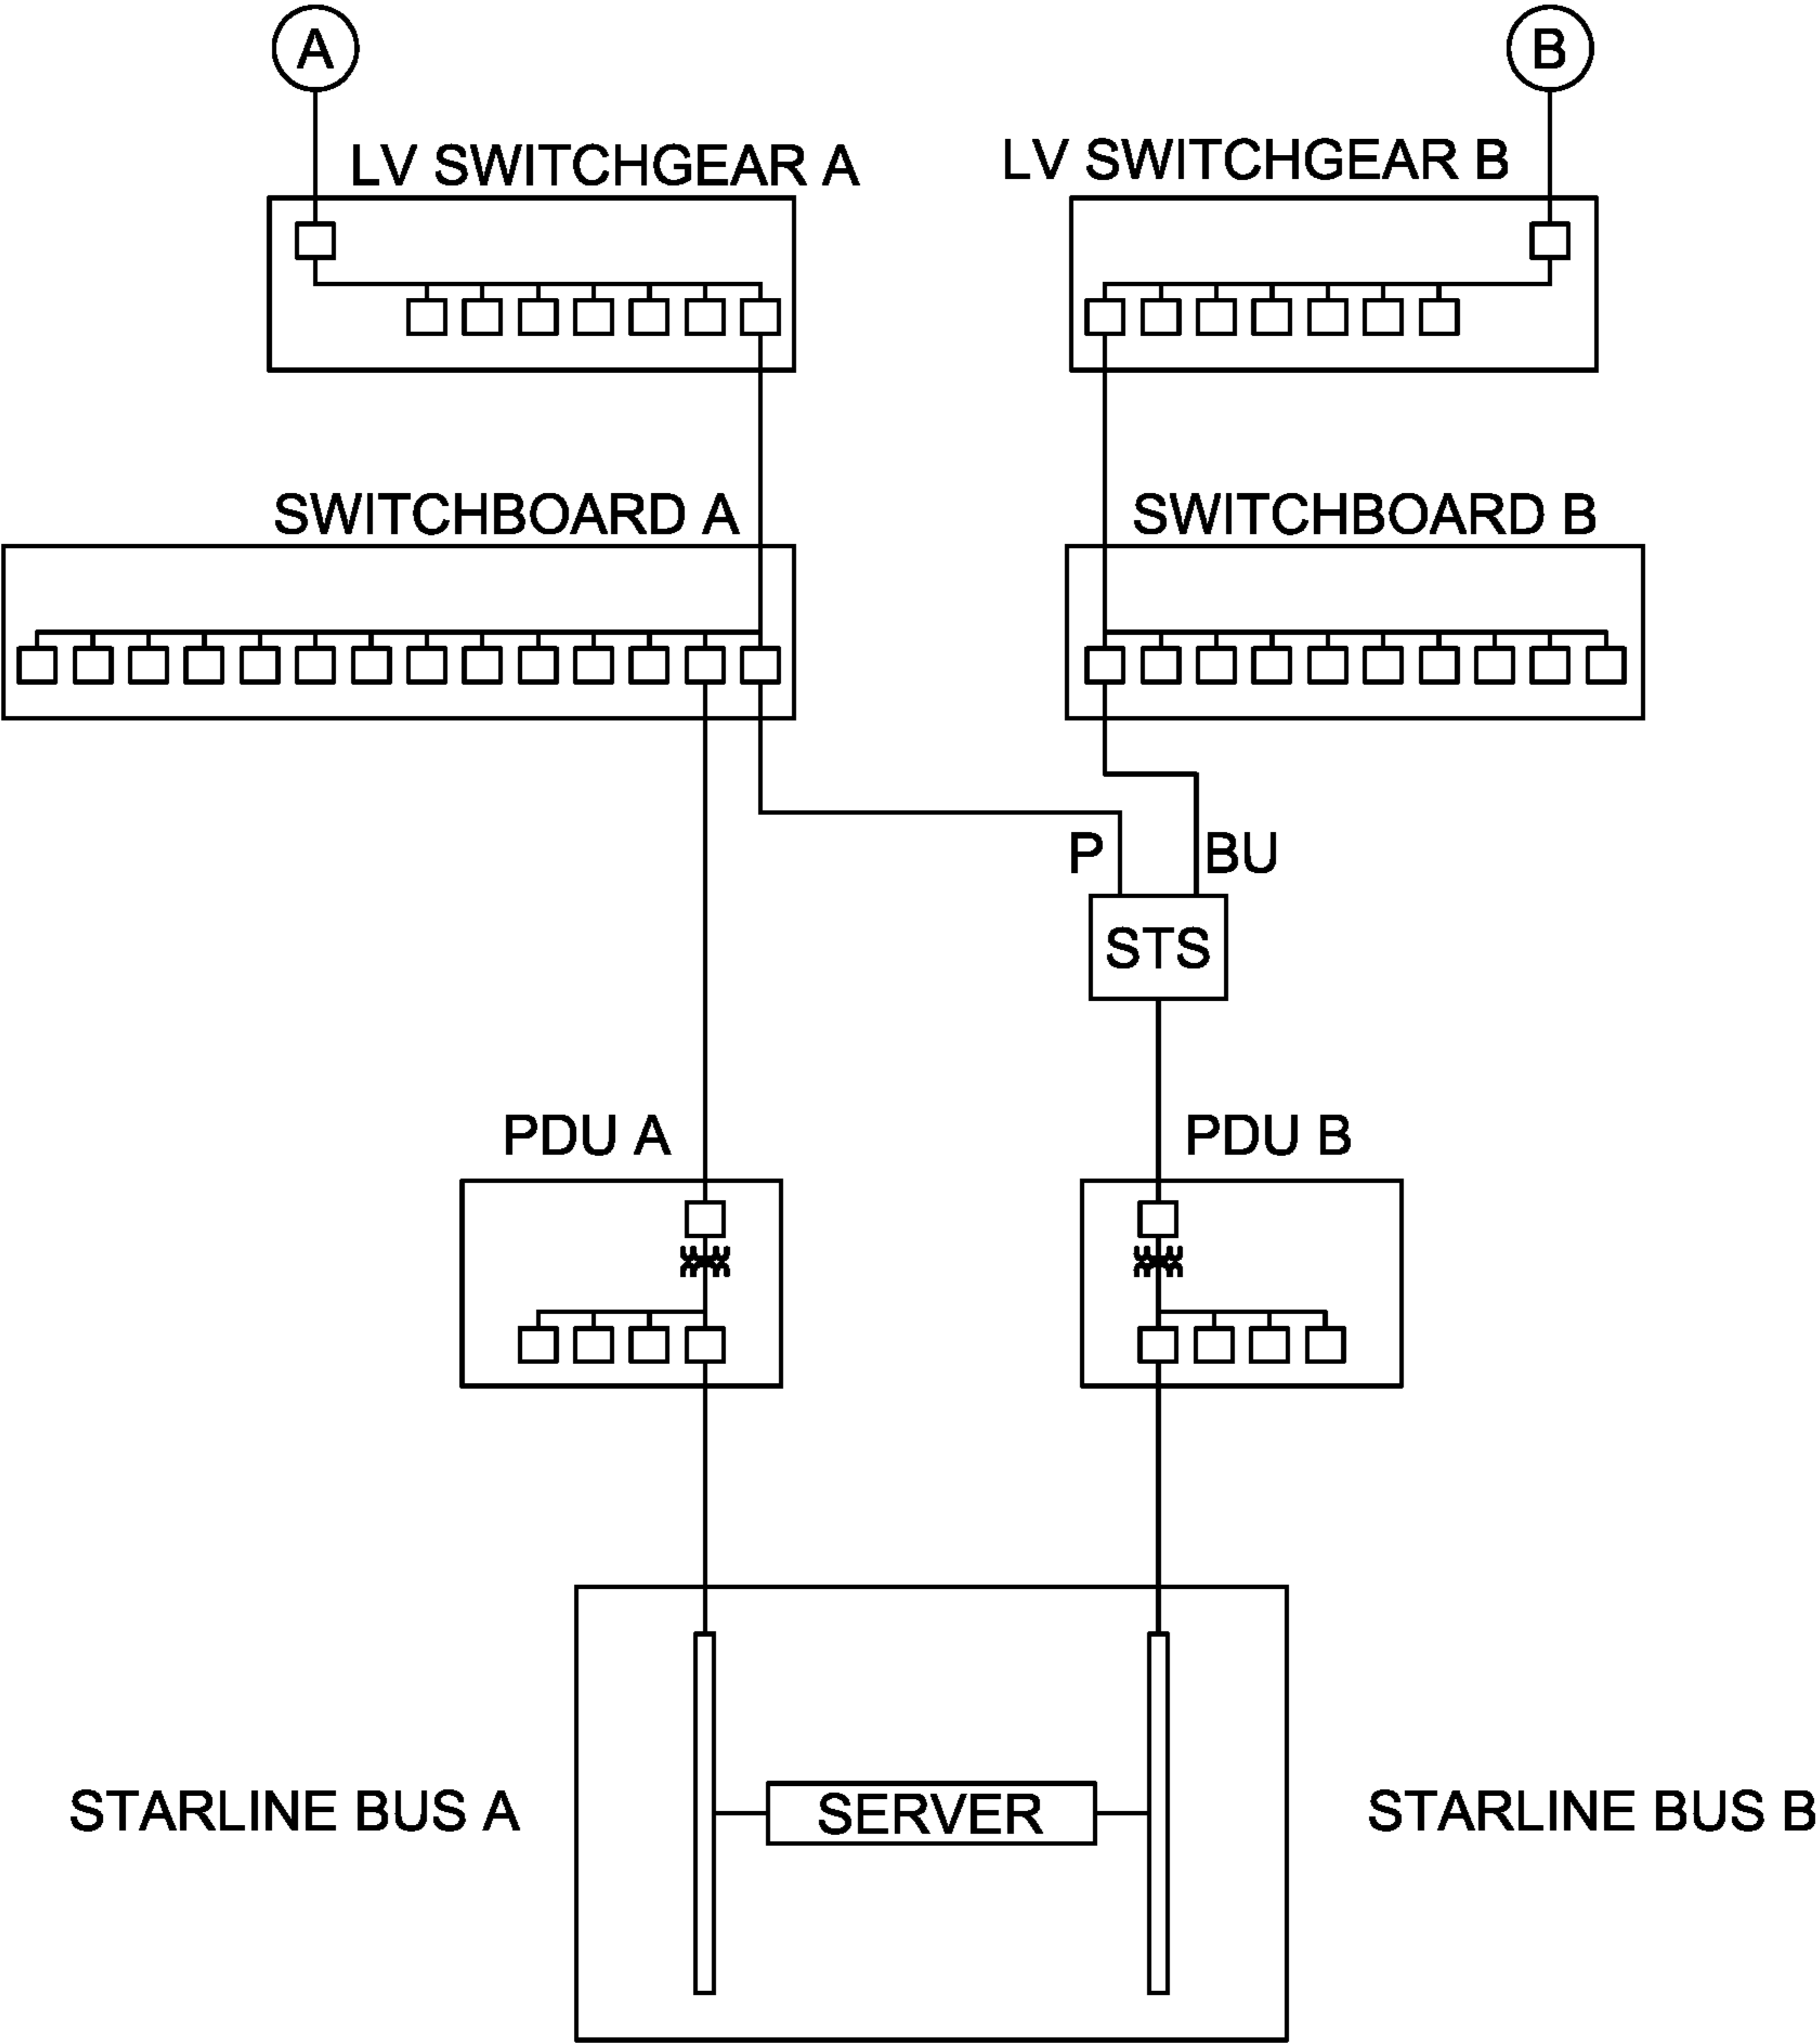 A
B
LV SWITCHGEAR A
LV SWITCHGEAR B
SWITCHBOARD A
SWITCHBOARD B
P
BU
STS
PDU A
PDU B
STARLINE BUS A
SERVER
STARLINE BUS B